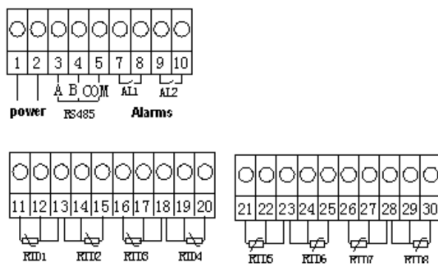 1 2 3 4 5 7 8 9 10
A B COM AL1 AL2
power RS485 Alarms
11 12 13 14 15 16 17 18 19 20
21 22 23 24 25 26 27 28 29 30
RTD1 RTD2 RTD3 RTD4
RTD5 RTD6 RTD7 RTD8